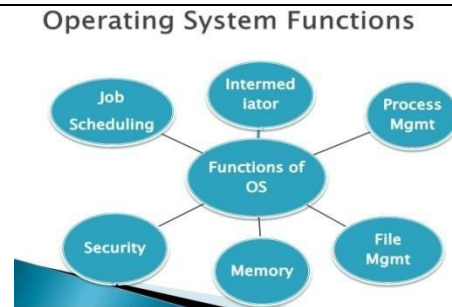 Operating System Functions
Intermed
iator
Job
Scheduling
Process
Mgmt
Functions of
OS
Security
Memory
File
Mgmt